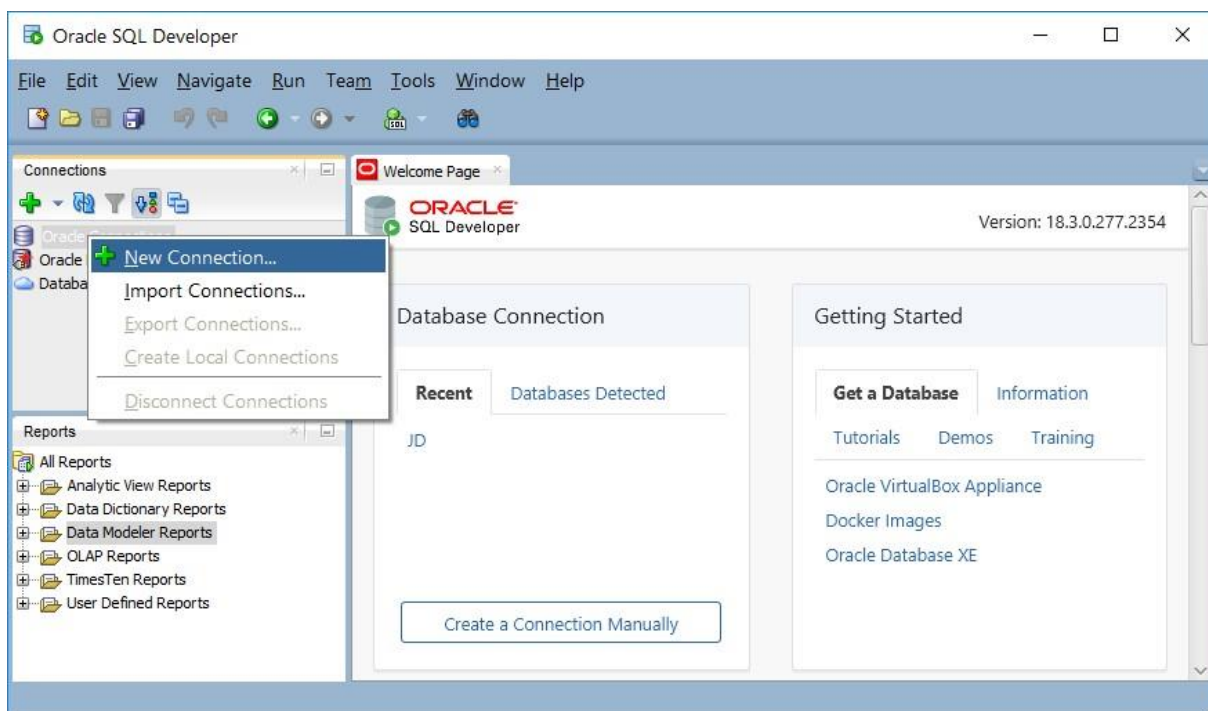 Oracle SQL Developer
File Edit View Navigate Run Team Tools Window Help
SQL
Connections
Oracle Connections
Oracle
Databa
New Connection...
Import Connections...
Export Connections...
Create Local Connections
Disconnect Connections
Reports
All Reports
Analytic View Reports
Data Dictionary Reports
Data Modeler Reports
OLAP Reports
TimesTen Reports
User Defined Reports
Welcome Page
ORACLE
SQL Developer
Version: 18.3.0.277.2354
Database Connection
Recent Databases Detected
JD
Create a Connection Manually
Getting Started
Get a Database Information
Tutorials Demos Training
Oracle VirtualBox Appliance
Docker Images
Oracle Database XE